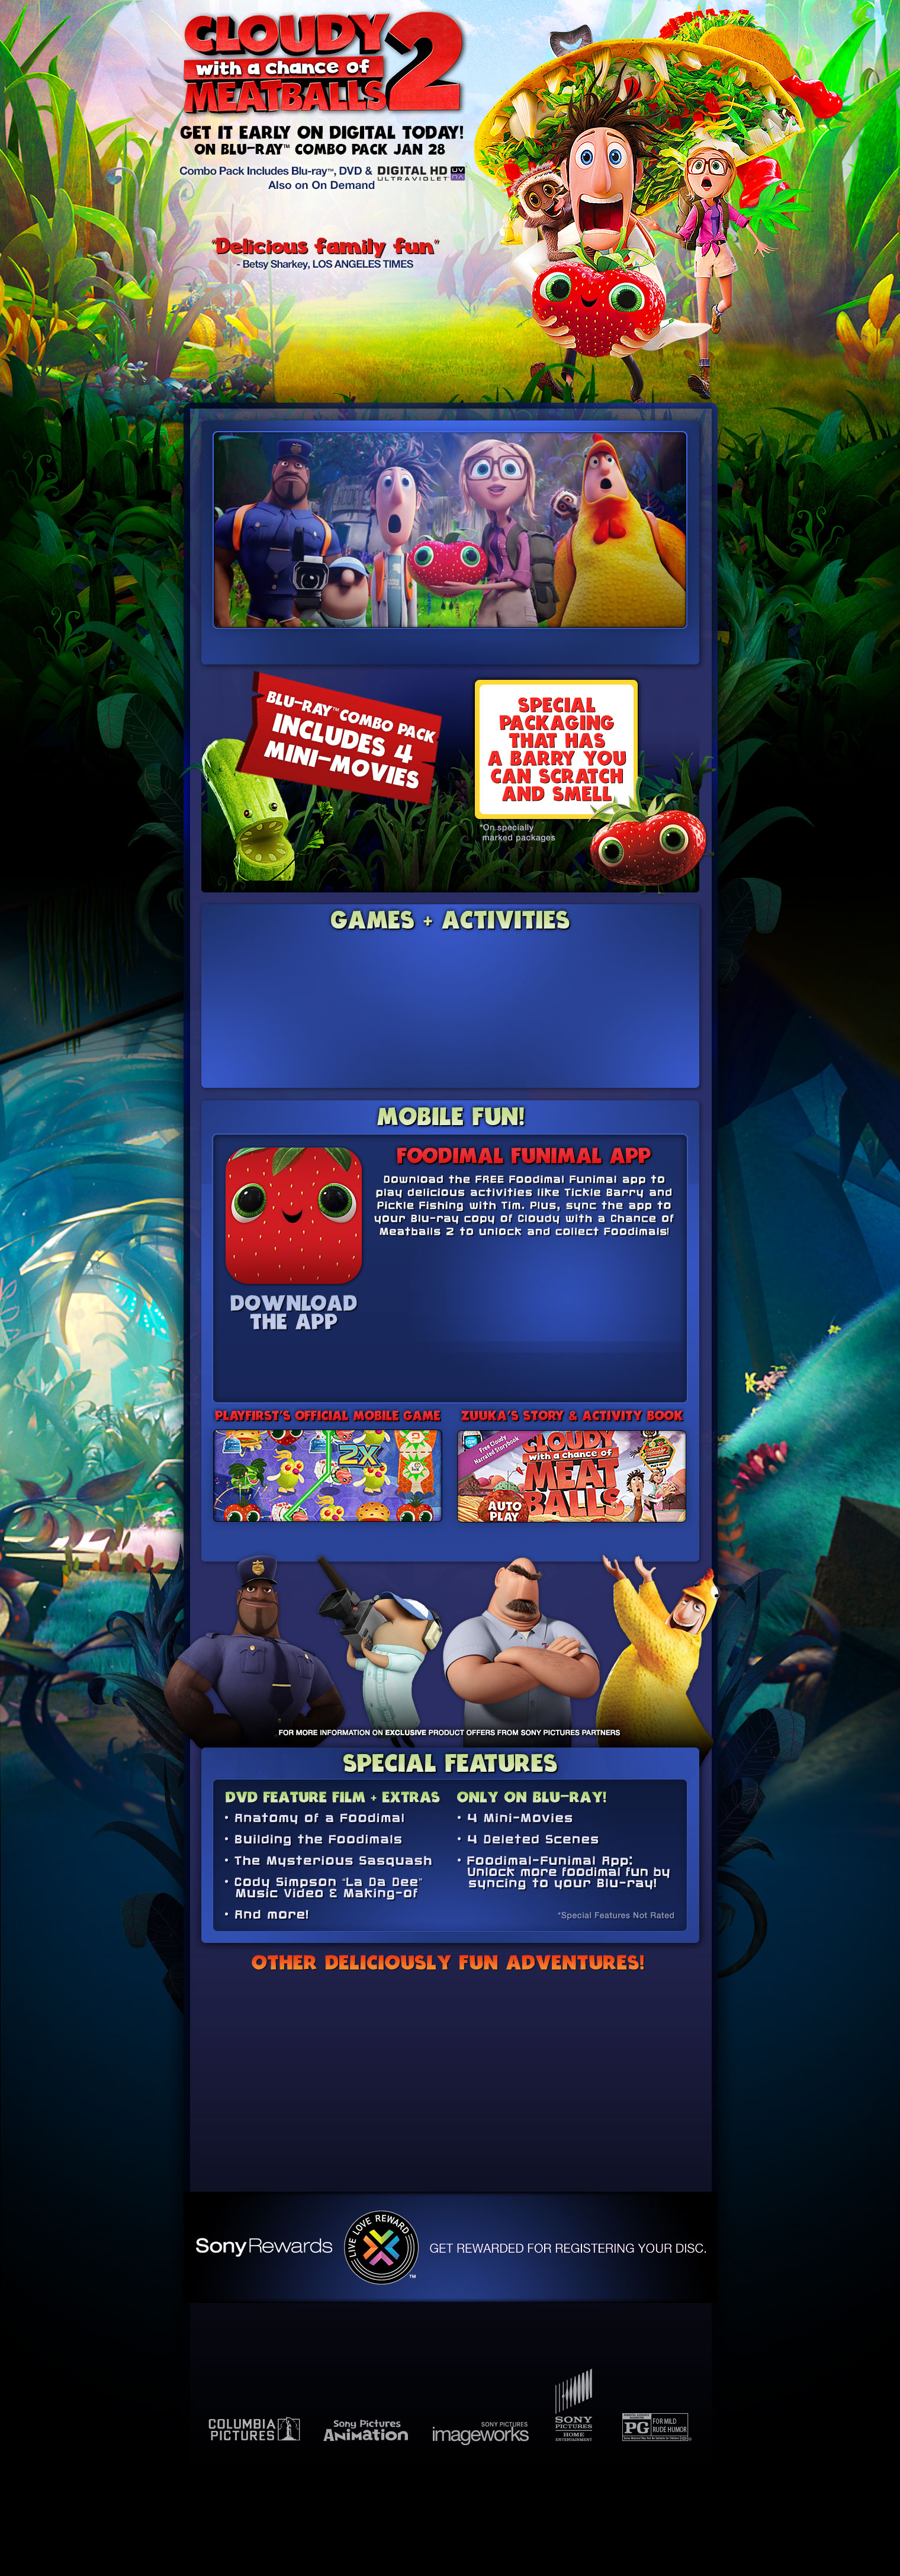 CLOUDY 2
with a chance of
MEATBALLS
GET IT EARLY ON DIGITAL TODAY!
ON BLU-RAY™ COMBO PACK JAN 28
Combo Pack Includes Blu-ray™, DVD & DIGITAL HD
ULTRAVIOLET UV
Also on On Demand
"Delicious family fun"
- Betsy Sharkey, LOS ANGELES TIMES
BLU-RAY™ COMBO PACK
INCLUDES 4
MINI-MOVIES
SPECIAL
PACKAGING
THAT HAS
A BARRY YOU
CAN SCRATCH
AND SMELL
*On specially
marked packages
GAMES + ACTIVITIES
MOBILE FUN!
FOODIMAL FUNIMAL APP
Download the FREE Foodimal Funimal app to
play delicious activities like Tickle Barry and
Pickle Fishing with Tim. Plus, sync the app to
your Blu-ray copy of Cloudy with a Chance of
Meatballs 2 to unlock and collect Foodimals!
DOWNLOAD
THE APP
PLAYFIRST'S OFFICIAL MOBILE GAME
ZUUKA'S STORY & ACTIVITY BOOK
2X
Free Cloudy
Narrated Storybook
CLOUDY
with a chance of
MEAT
BALLS
AUTO
PLAY
FOR MORE INFORMATION ON EXCLUSIVE PRODUCT OFFERS FROM SONY PICTURES PARTNERS
SPECIAL FEATURES
DVD FEATURE FILM + EXTRAS
• Anatomy of a Foodimal
• Building the Foodimals
• The Mysterious Sasquash
• Cody Simpson "La Da Dee"
Music Video & Making-of
• And more!
ONLY ON BLU-RAY!
• 4 Mini-Movies
• 4 Deleted Scenes
• Foodimal-Funimal App:
Unlock more foodimal fun by
syncing to your Blu-ray!
*Special Features Not Rated
OTHER DELICIOUSLY FUN ADVENTURES!
Sony Rewards
LIVE LOVE REWARD
™
GET REWARDED FOR REGISTERING YOUR DISC.
COLUMBIA
PICTURES
Sony Pictures
Animation
SONY PICTURES
imageworks
SONY
PICTURES
HOME
ENTERTAINMENT
PG
FOR MILD
RUDE HUMOR